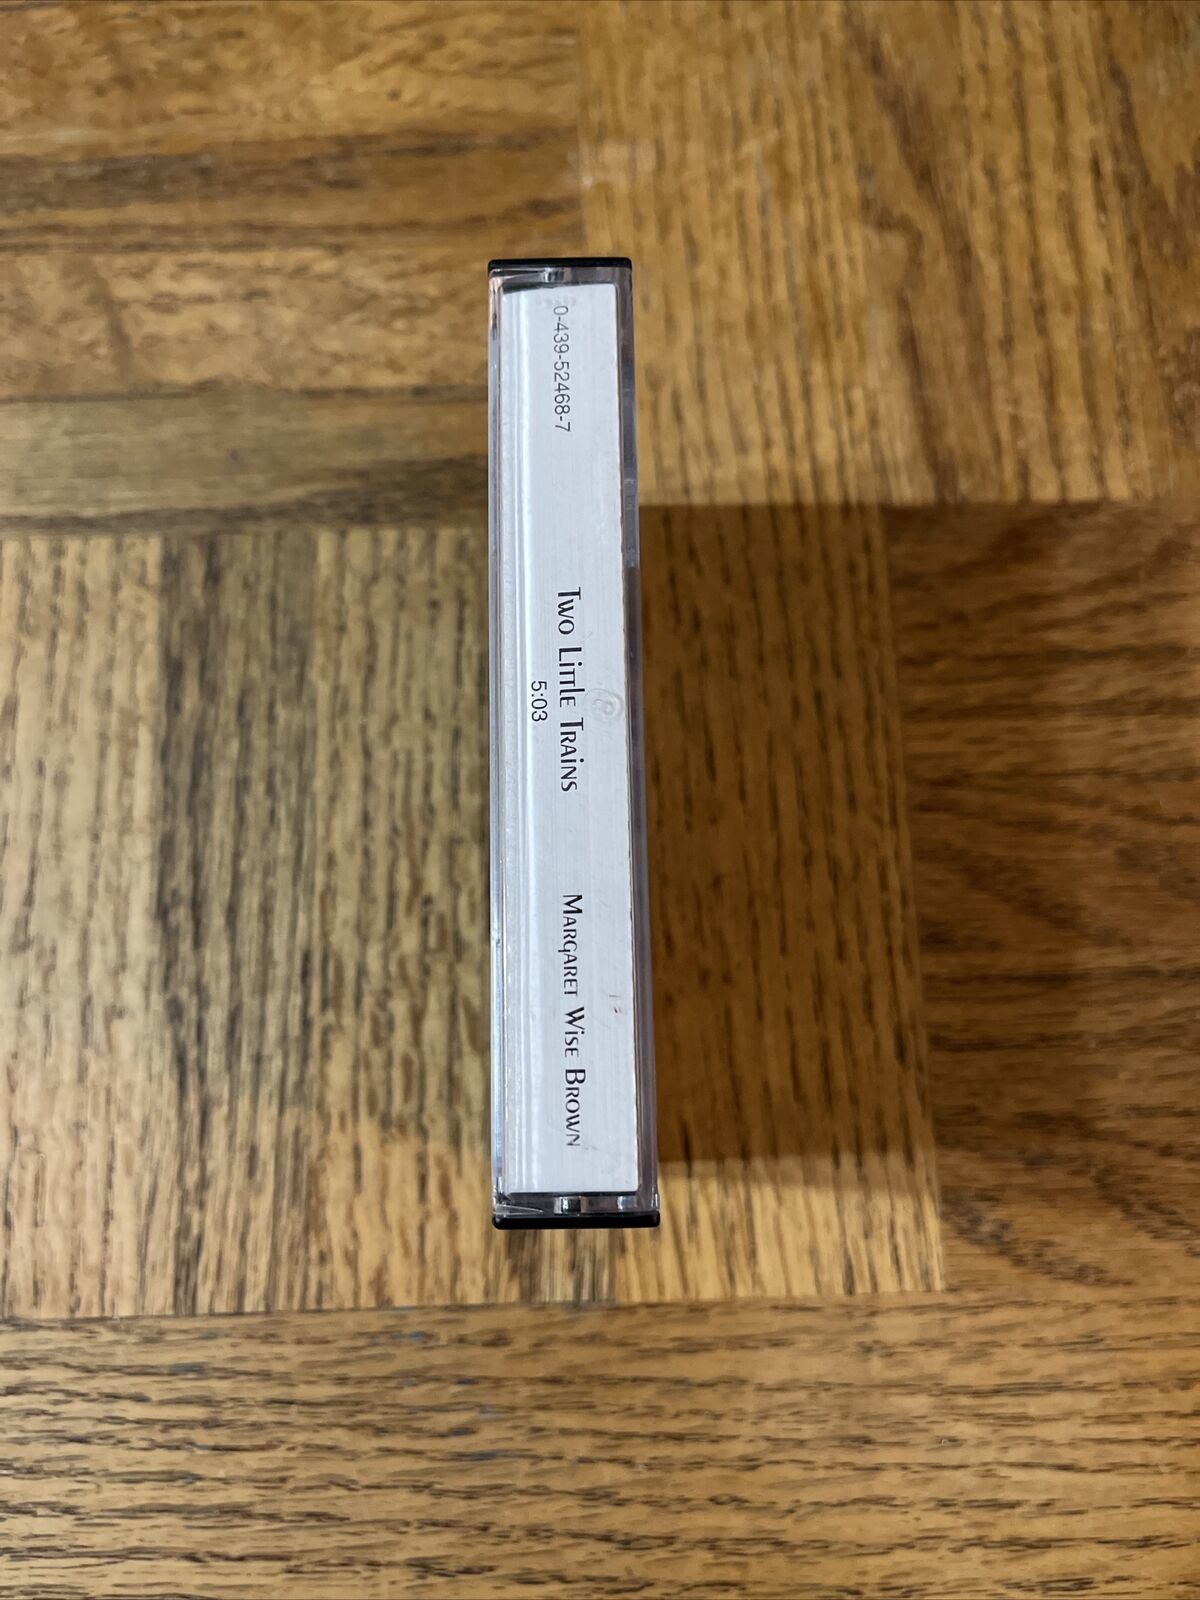 0-439-52468-7
Two Little Trains
5:03
Margaret Wise Brown